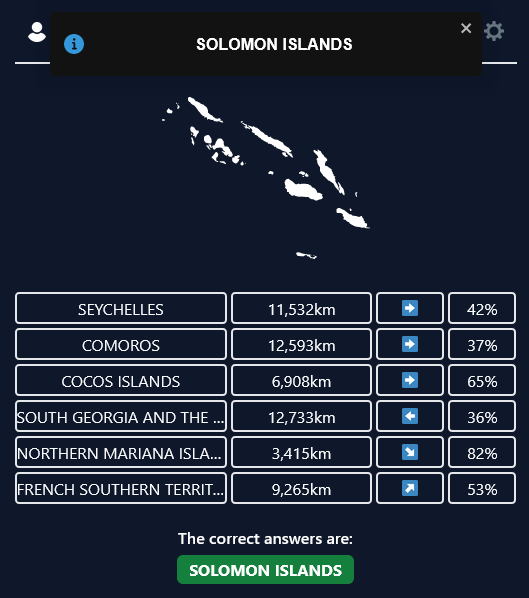 SOLOMON ISLANDS
SEYCHELLES 11,532km ➡️ 42%
COMOROS 12,593km ➡️ 37%
COCOS ISLANDS 6,908km ➡️ 65%
SOUTH GEORGIA AND THE ... 12,733km ⬅️ 36%
NORTHERN MARIANA ISLA... 3,415km ↘️ 82%
FRENCH SOUTHERN TERRIT... 9,265km ↗️ 53%
The correct answers are:
SOLOMON ISLANDS